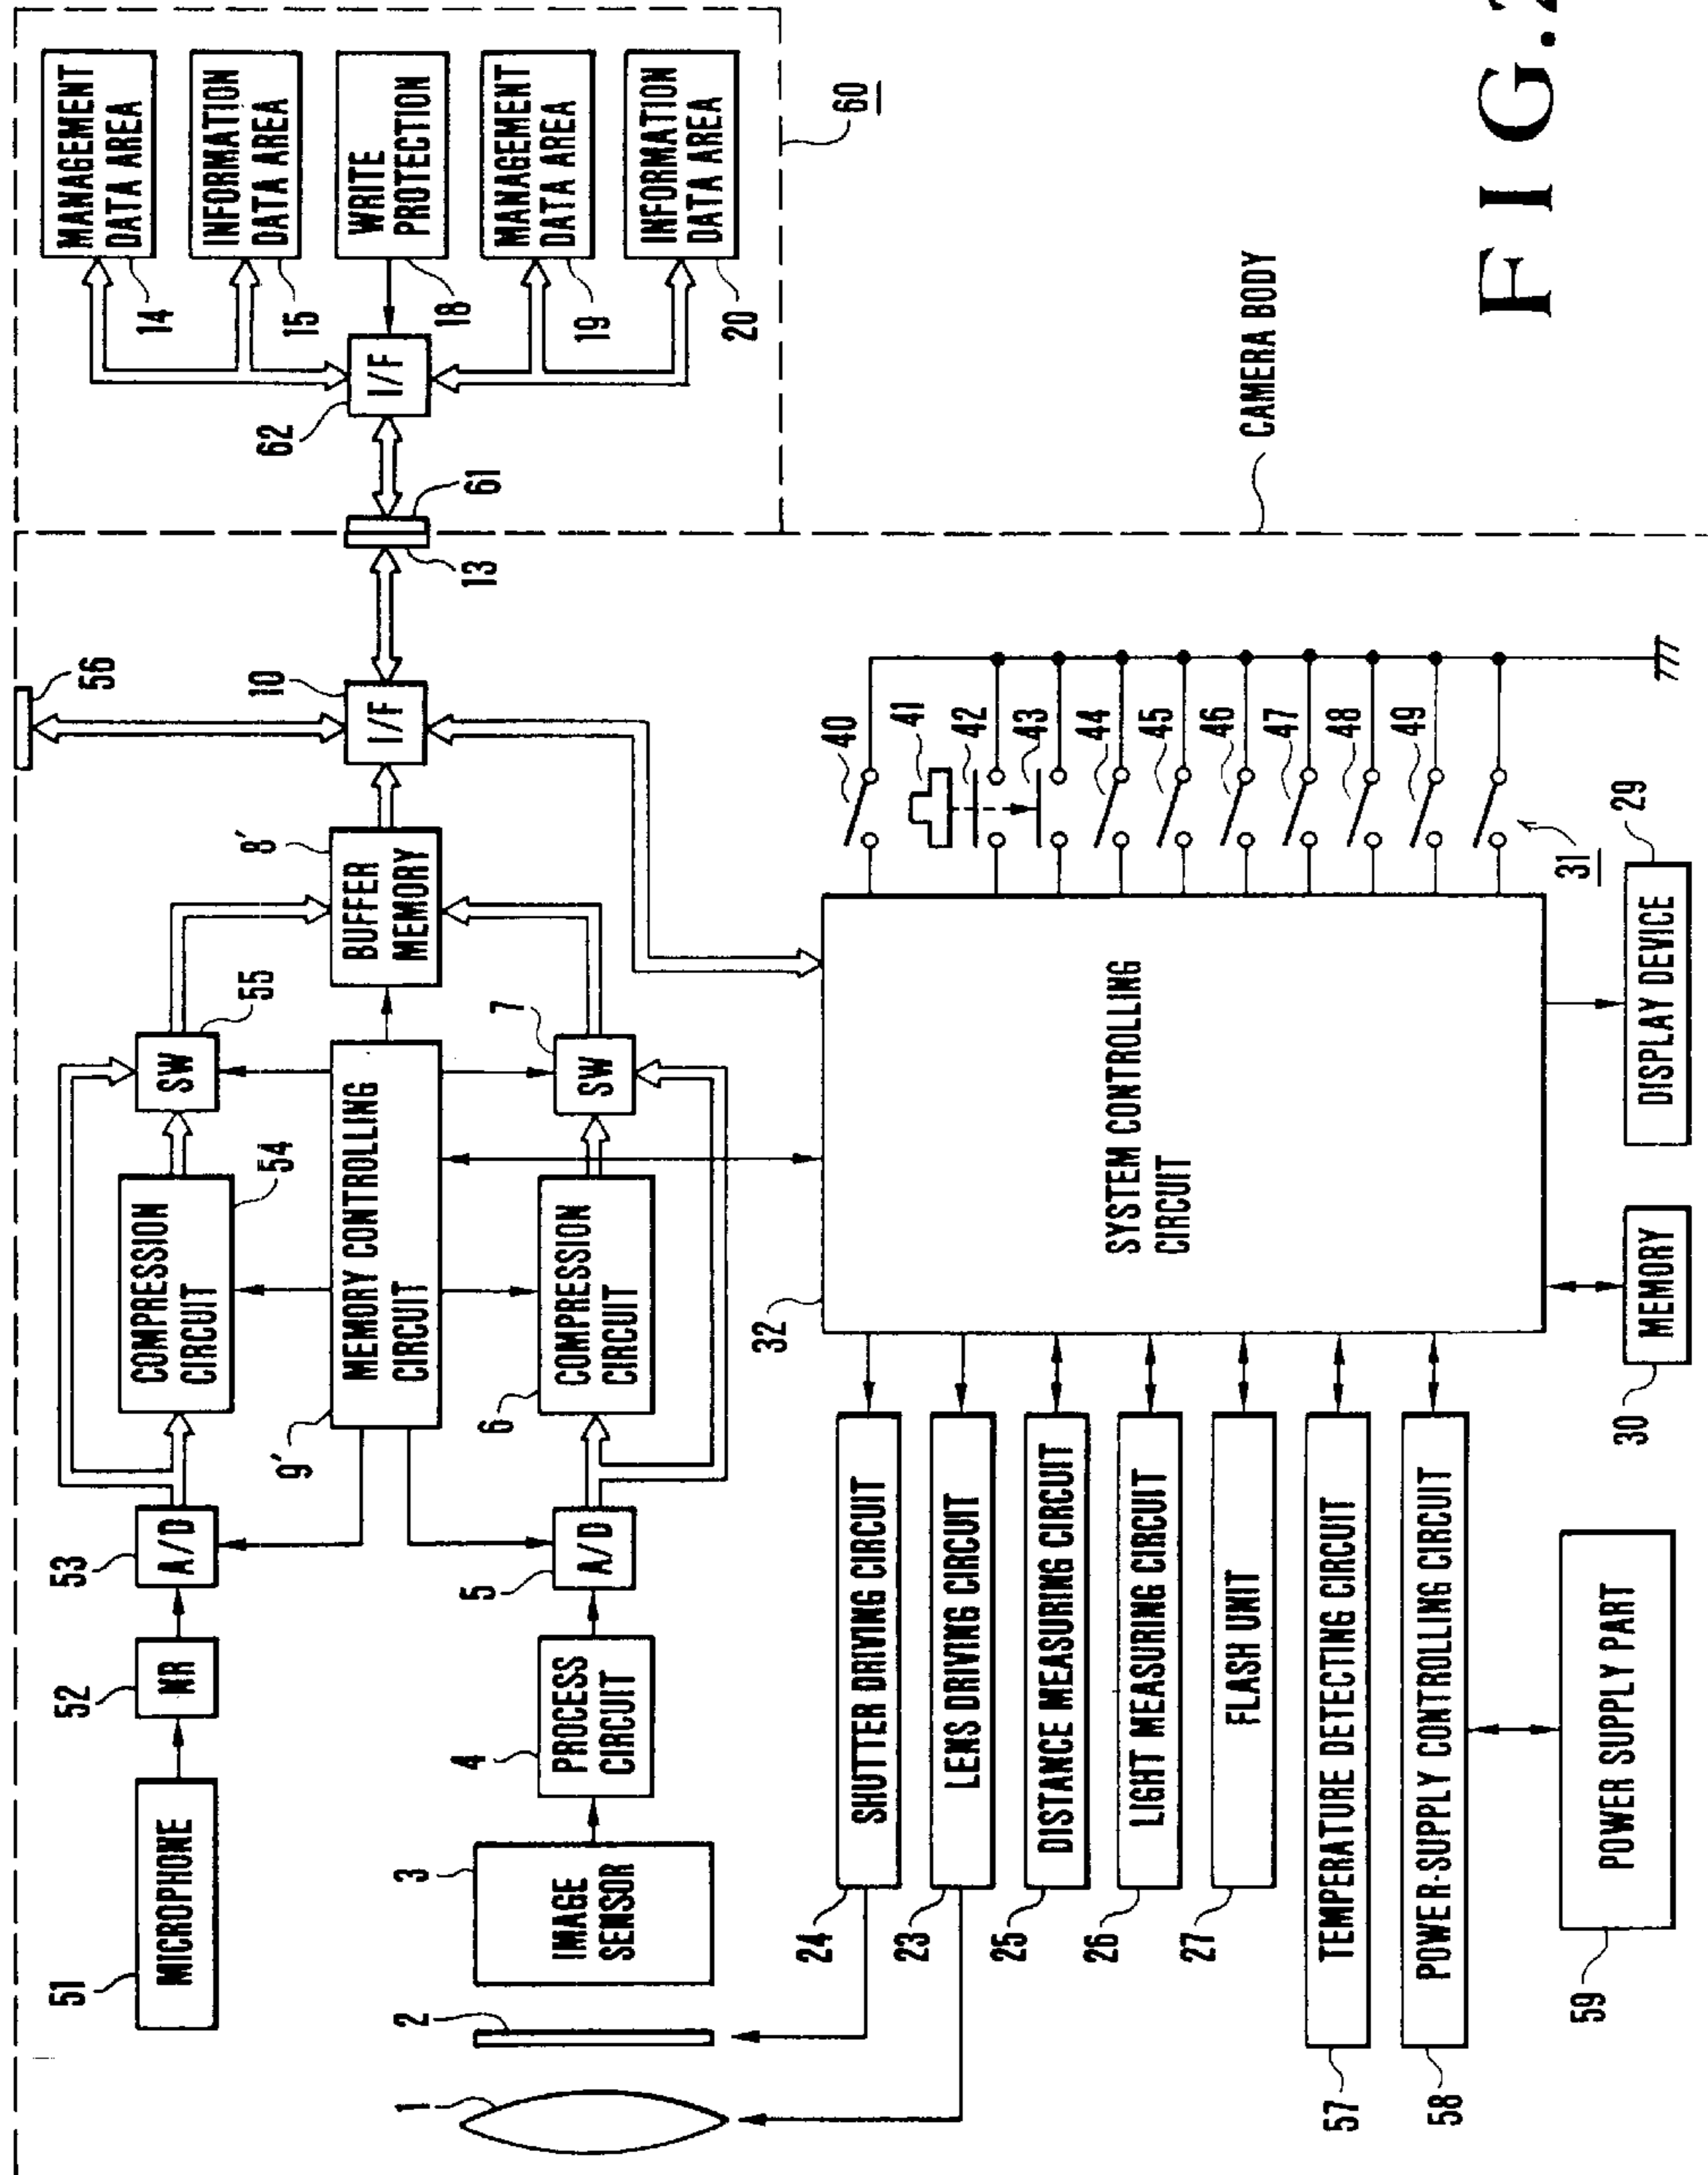 51
MICROPHONE
52
NR
53
A/D
COMPRESSION
CIRCUIT
54
SW
55
56
MANAGEMENT
DATA AREA
14
INFORMATION
DATA AREA
15
9´
MEMORY CONTROLLING
CIRCUIT
8´
BUFFER
MEMORY
10
I/F
13
61
62
I/F
WRITE
PROTECTION
18
MANAGEMENT
DATA AREA
19
INFORMATION
DATA AREA
20
60
1
2
3
IMAGE
SENSOR
4
PROCESS
CIRCUIT
5
A/D
6
COMPRESSION
CIRCUIT
7
SW
24
SHUTTER DRIVING CIRCUIT
23
LENS DRIVING CIRCUIT
25
DISTANCE MEASURING CIRCUIT
26
LIGHT MEASURING CIRCUIT
27
FLASH UNIT
57
TEMPERATURE DETECTING CIRCUIT
58
POWER-SUPPLY CONTROLLING CIRCUIT
59
POWER SUPPLY PART
32
SYSTEM CONTROLLING
CIRCUIT
40
41
42
43
44
45
46
47
48
49
31
30
MEMORY
29
DISPLAY DEVICE
CAMERA BODY
FIG.2